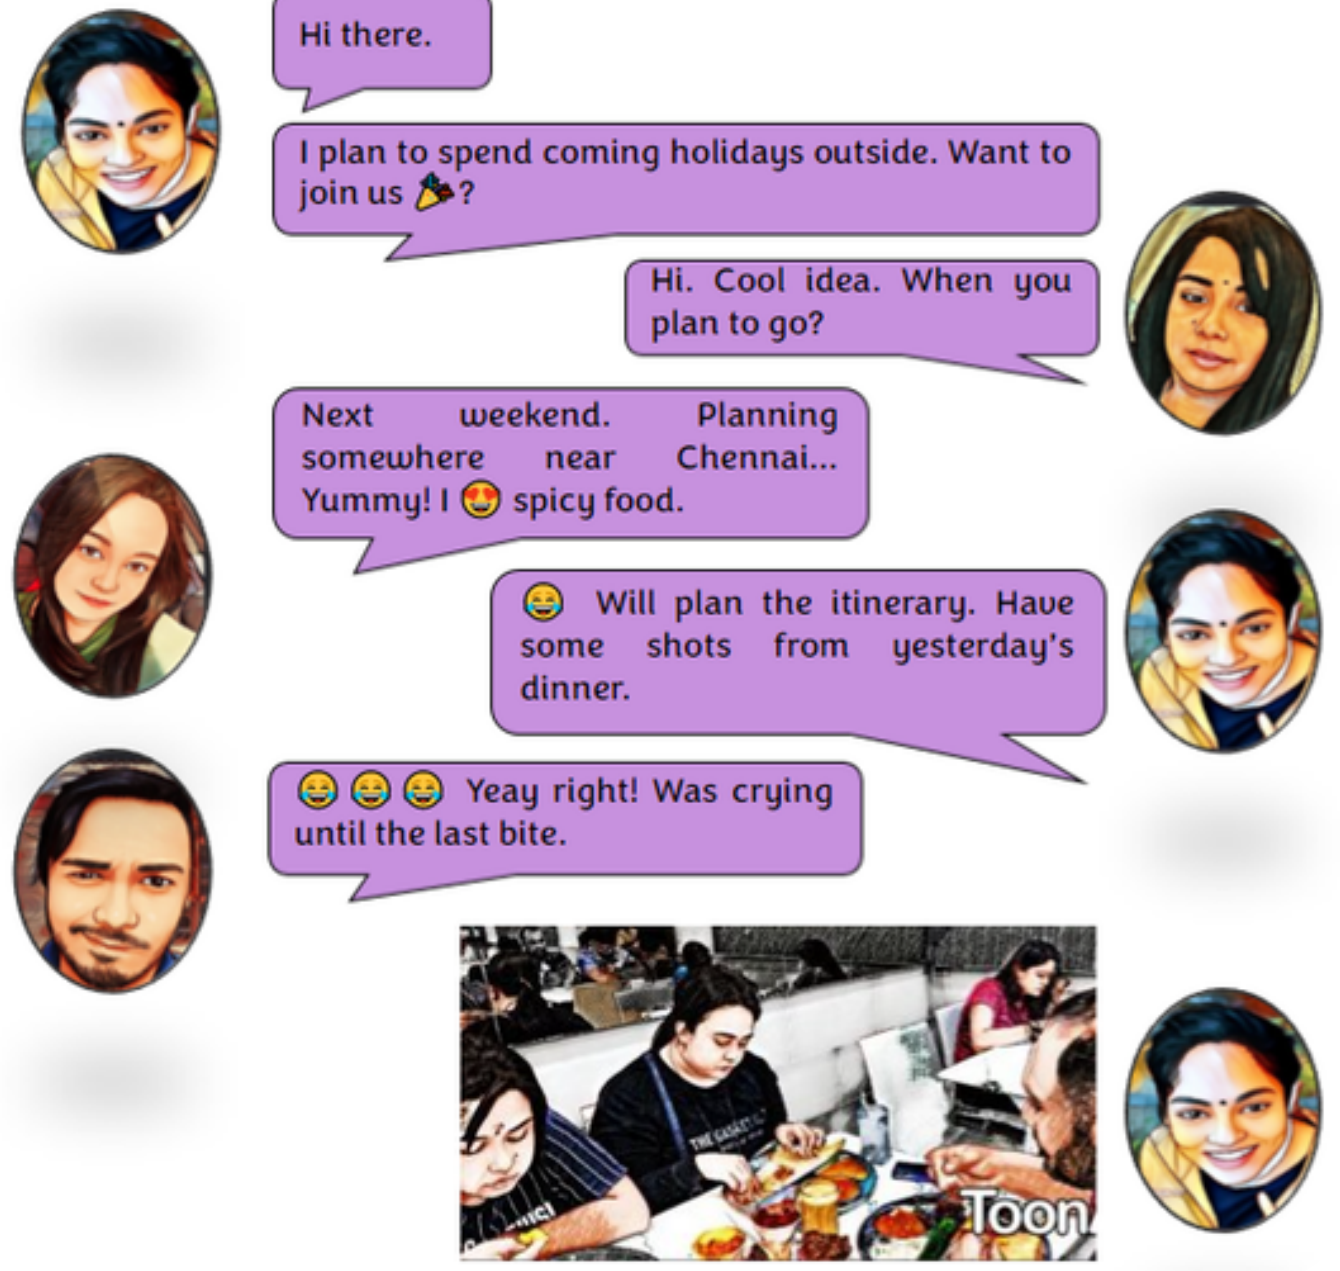 Hi there.
I plan to spend coming holidays outside. Want to
join us 🎉?
Hi. Cool idea. When you
plan to go?
Next weekend. Planning
somewhere near Chennai...
Yummy! I 😍 spicy food.
😂 Will plan the itinerary. Have
some shots from yesterday's
dinner.
😂 😂 😂 Yeay right! Was crying
until the last bite.
Toon